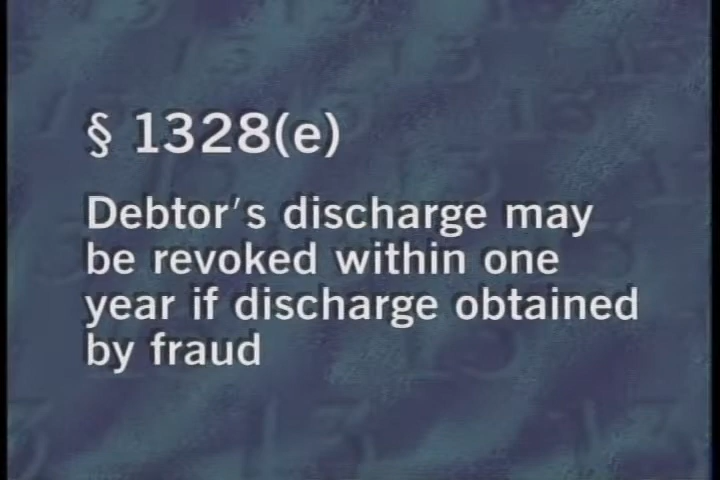 § 1328(e)
Debtor's discharge may
be revoked within one
year if discharge obtained
by fraud